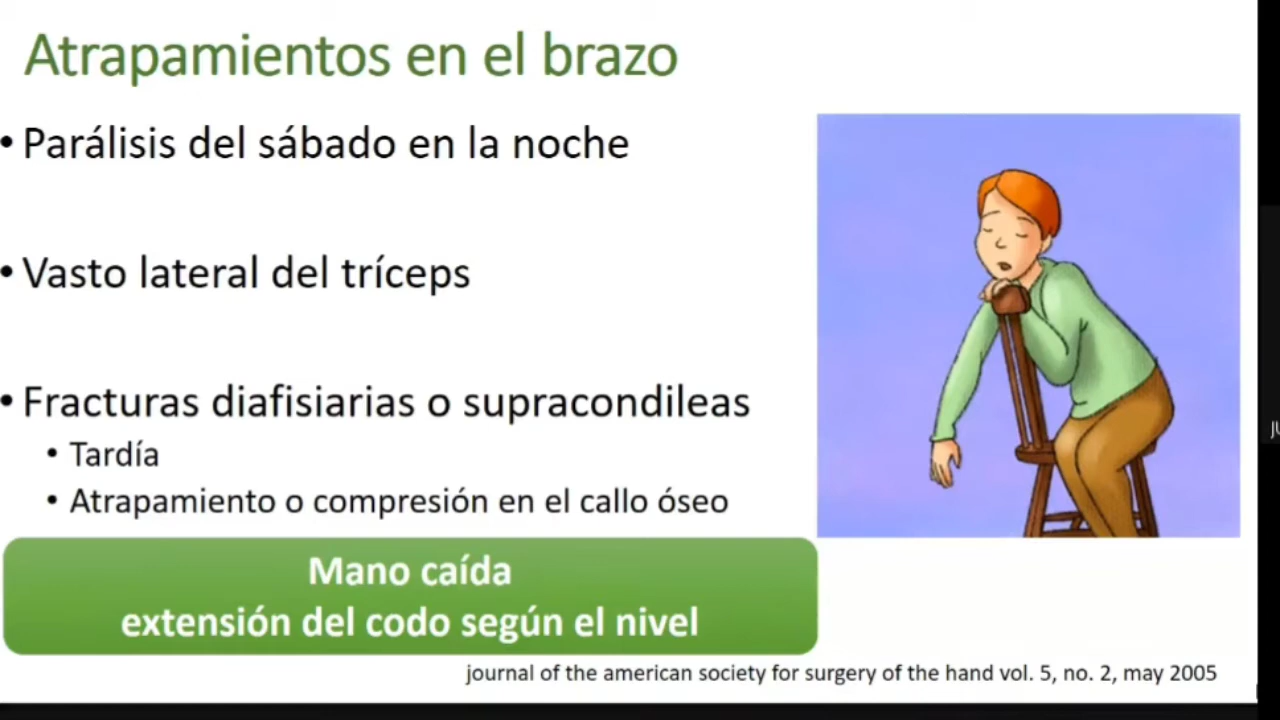 Atrapamientos en el brazo
• Parálisis del sábado en la noche
• Vasto lateral del tríceps
• Fracturas diafisiarias o supracondileas
• Tardía
• Atrapamiento o compresión en el callo óseo
Mano caída
extensión del codo según el nivel
journal of the american society for surgery of the hand vol. 5, no. 2, may 2005